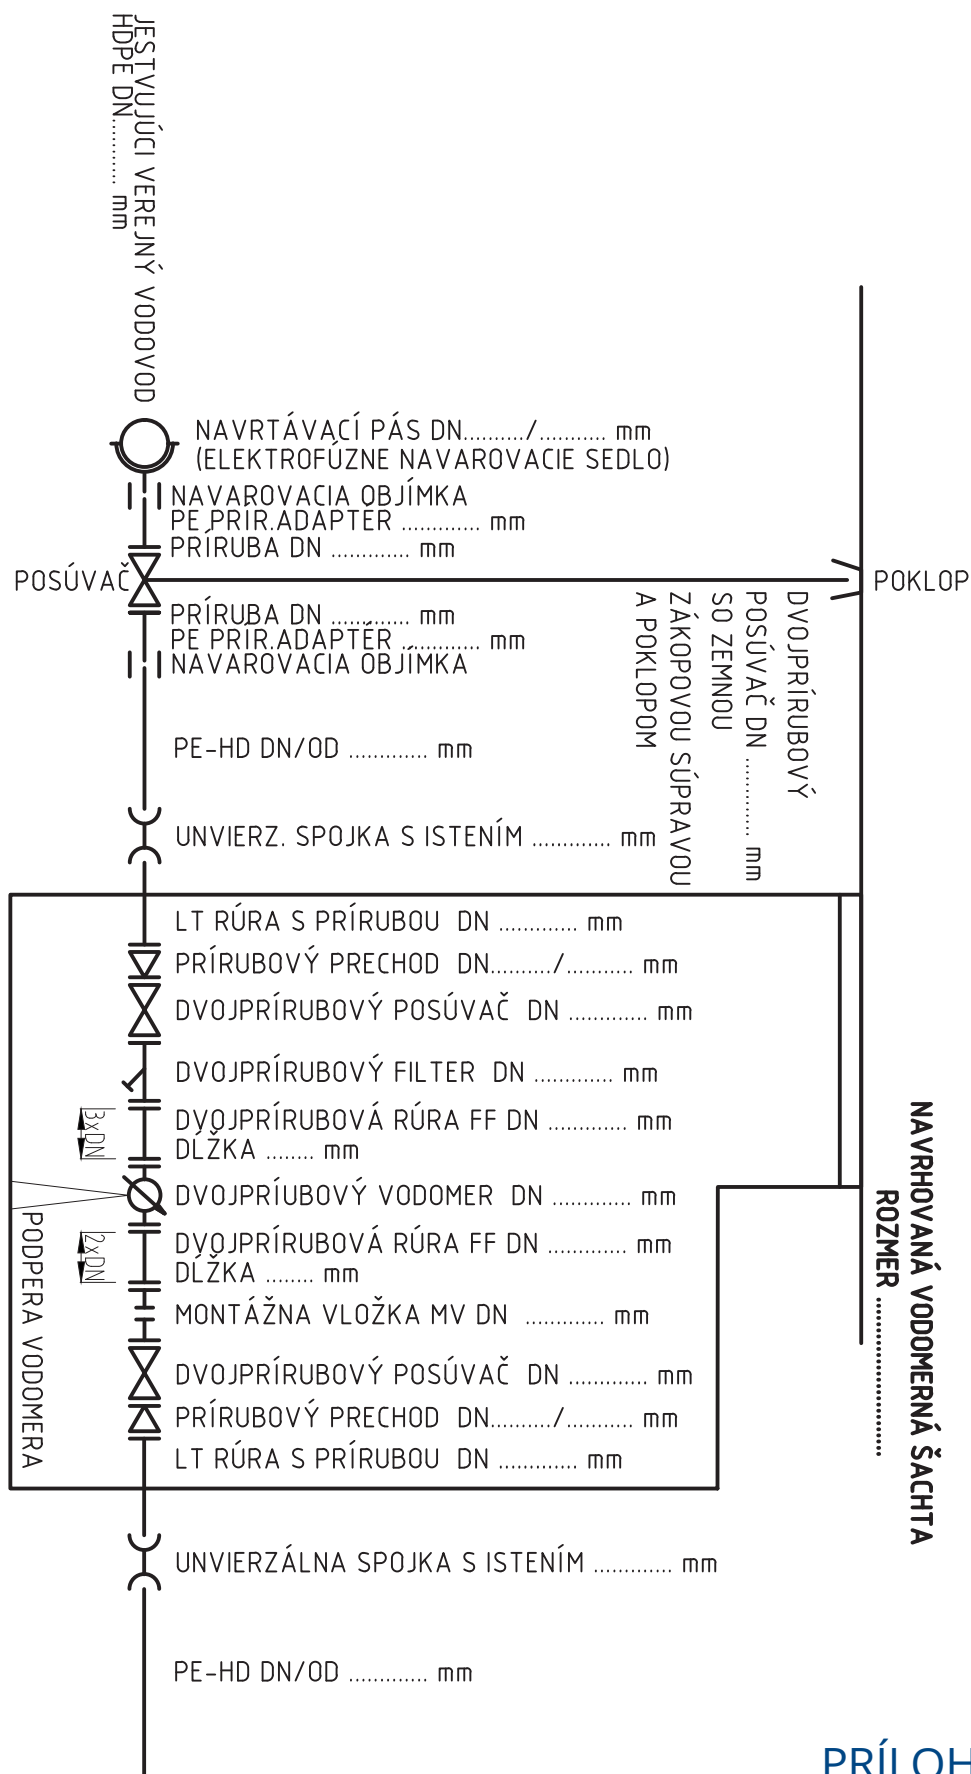 JESTVUJÚCI VEREJNÝ VODOVOD
HDPE DN........... mm
NAVRTÁVACÍ PÁS DN........../........... mm
(ELEKTROFÚZNE NAVAROVACIE SEDLO)
NAVAROVACIA OBJÍMKA
PE PRÍR.ADAPTÉR ............. mm
PRÍRUBA DN ............. mm
POSÚVAČ
POKLOP
PRÍRUBA DN ............. mm
PE PRÍR.ADAPTÉR ............. mm
NAVAROVACIA OBJÍMKA
DVOJPRÍRUBOVÝ
POSÚVAČ DN ............. mm
SO ZEMNOU
ZÁKOPOVOU SÚPRAVOU
A POKLOPOM
PE-HD DN/OD ............. mm
UNVIERZ. SPOJKA S ISTENÍM ............. mm
LT RÚRA S PRÍRUBOU DN ............. mm
PRÍRUBOVÝ PRECHOD DN........../........... mm
DVOJPRÍRUBOVÝ POSÚVAČ DN ............. mm
DVOJPRÍRUBOVÝ FILTER DN ............. mm
3xDN
DVOJPRÍRUBOVÁ RÚRA FF DN ............. mm
DĹŽKA ........ mm
DVOJPRÍUBOVÝ VODOMER DN ............. mm
2xDN
DVOJPRÍRUBOVÁ RÚRA FF DN ............. mm
DĹŽKA ........ mm
PODPERA VODOMERA
MONTÁŽNA VLOŽKA MV DN ............. mm
DVOJPRÍRUBOVÝ POSÚVAČ DN ............. mm
PRÍRUBOVÝ PRECHOD DN........../........... mm
LT RÚRA S PRÍRUBOU DN ............. mm
NAVRHOVANÁ VODOMERNÁ ŠACHTA
ROZMER ..........................
UNVIERZÁLNA SPOJKA S ISTENÍM ............. mm
PE-HD DN/OD ............. mm
PRÍLOH